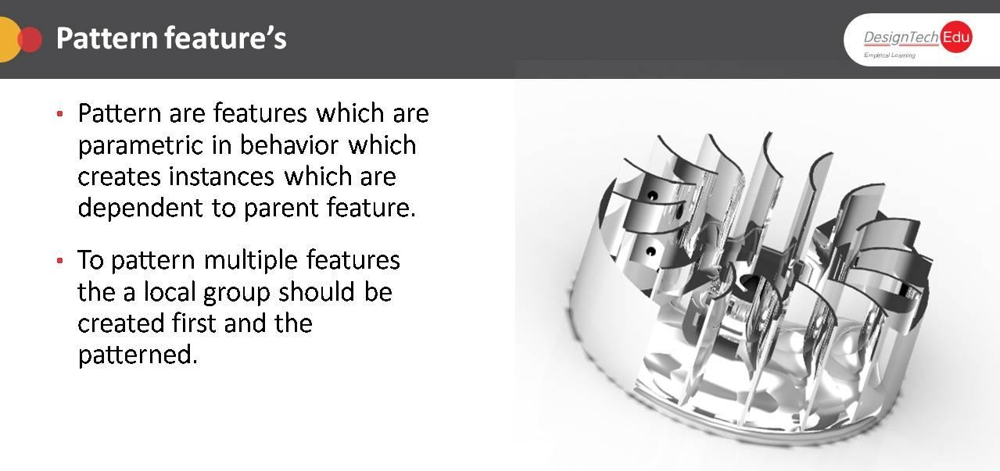 Pattern feature's
DesignTech Edu
Empirical Learning
• Pattern are features which are
parametric in behavior which
creates instances which are
dependent to parent feature.
• To pattern multiple features
the a local group should be
created first and the
patterned.